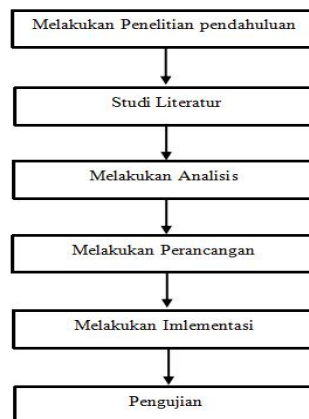 Melakukan Penelitian pendahuluan
Studi Literatur
Melakukan Analisis
Melakukan Perancangan
Melakukan Imlementasi
Pengujian